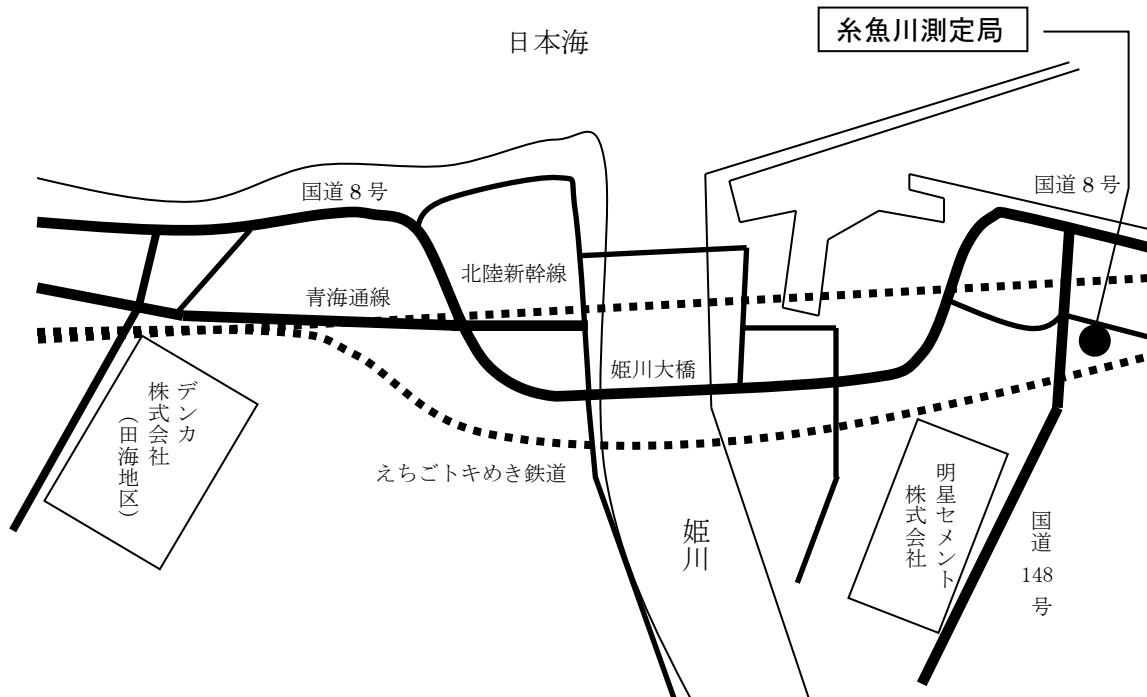 糸魚川測定局
日本海
国道 8 号
国道 8 号
北陸新幹線
青海通線
姫川大橋
デンカ
株式会社
（田海地区）
えちごトキめき鉄道
姫川
明星セメント
株式会社
国道
148
号